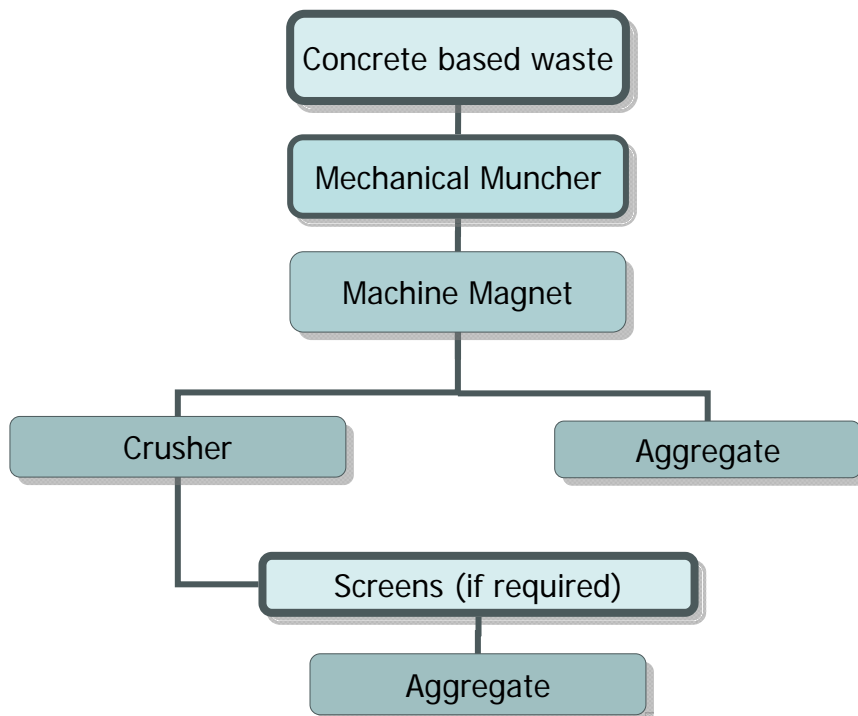 Concrete based waste
Mechanical Muncher
Machine Magnet
Crusher
Aggregate
Screens (if required)
Aggregate